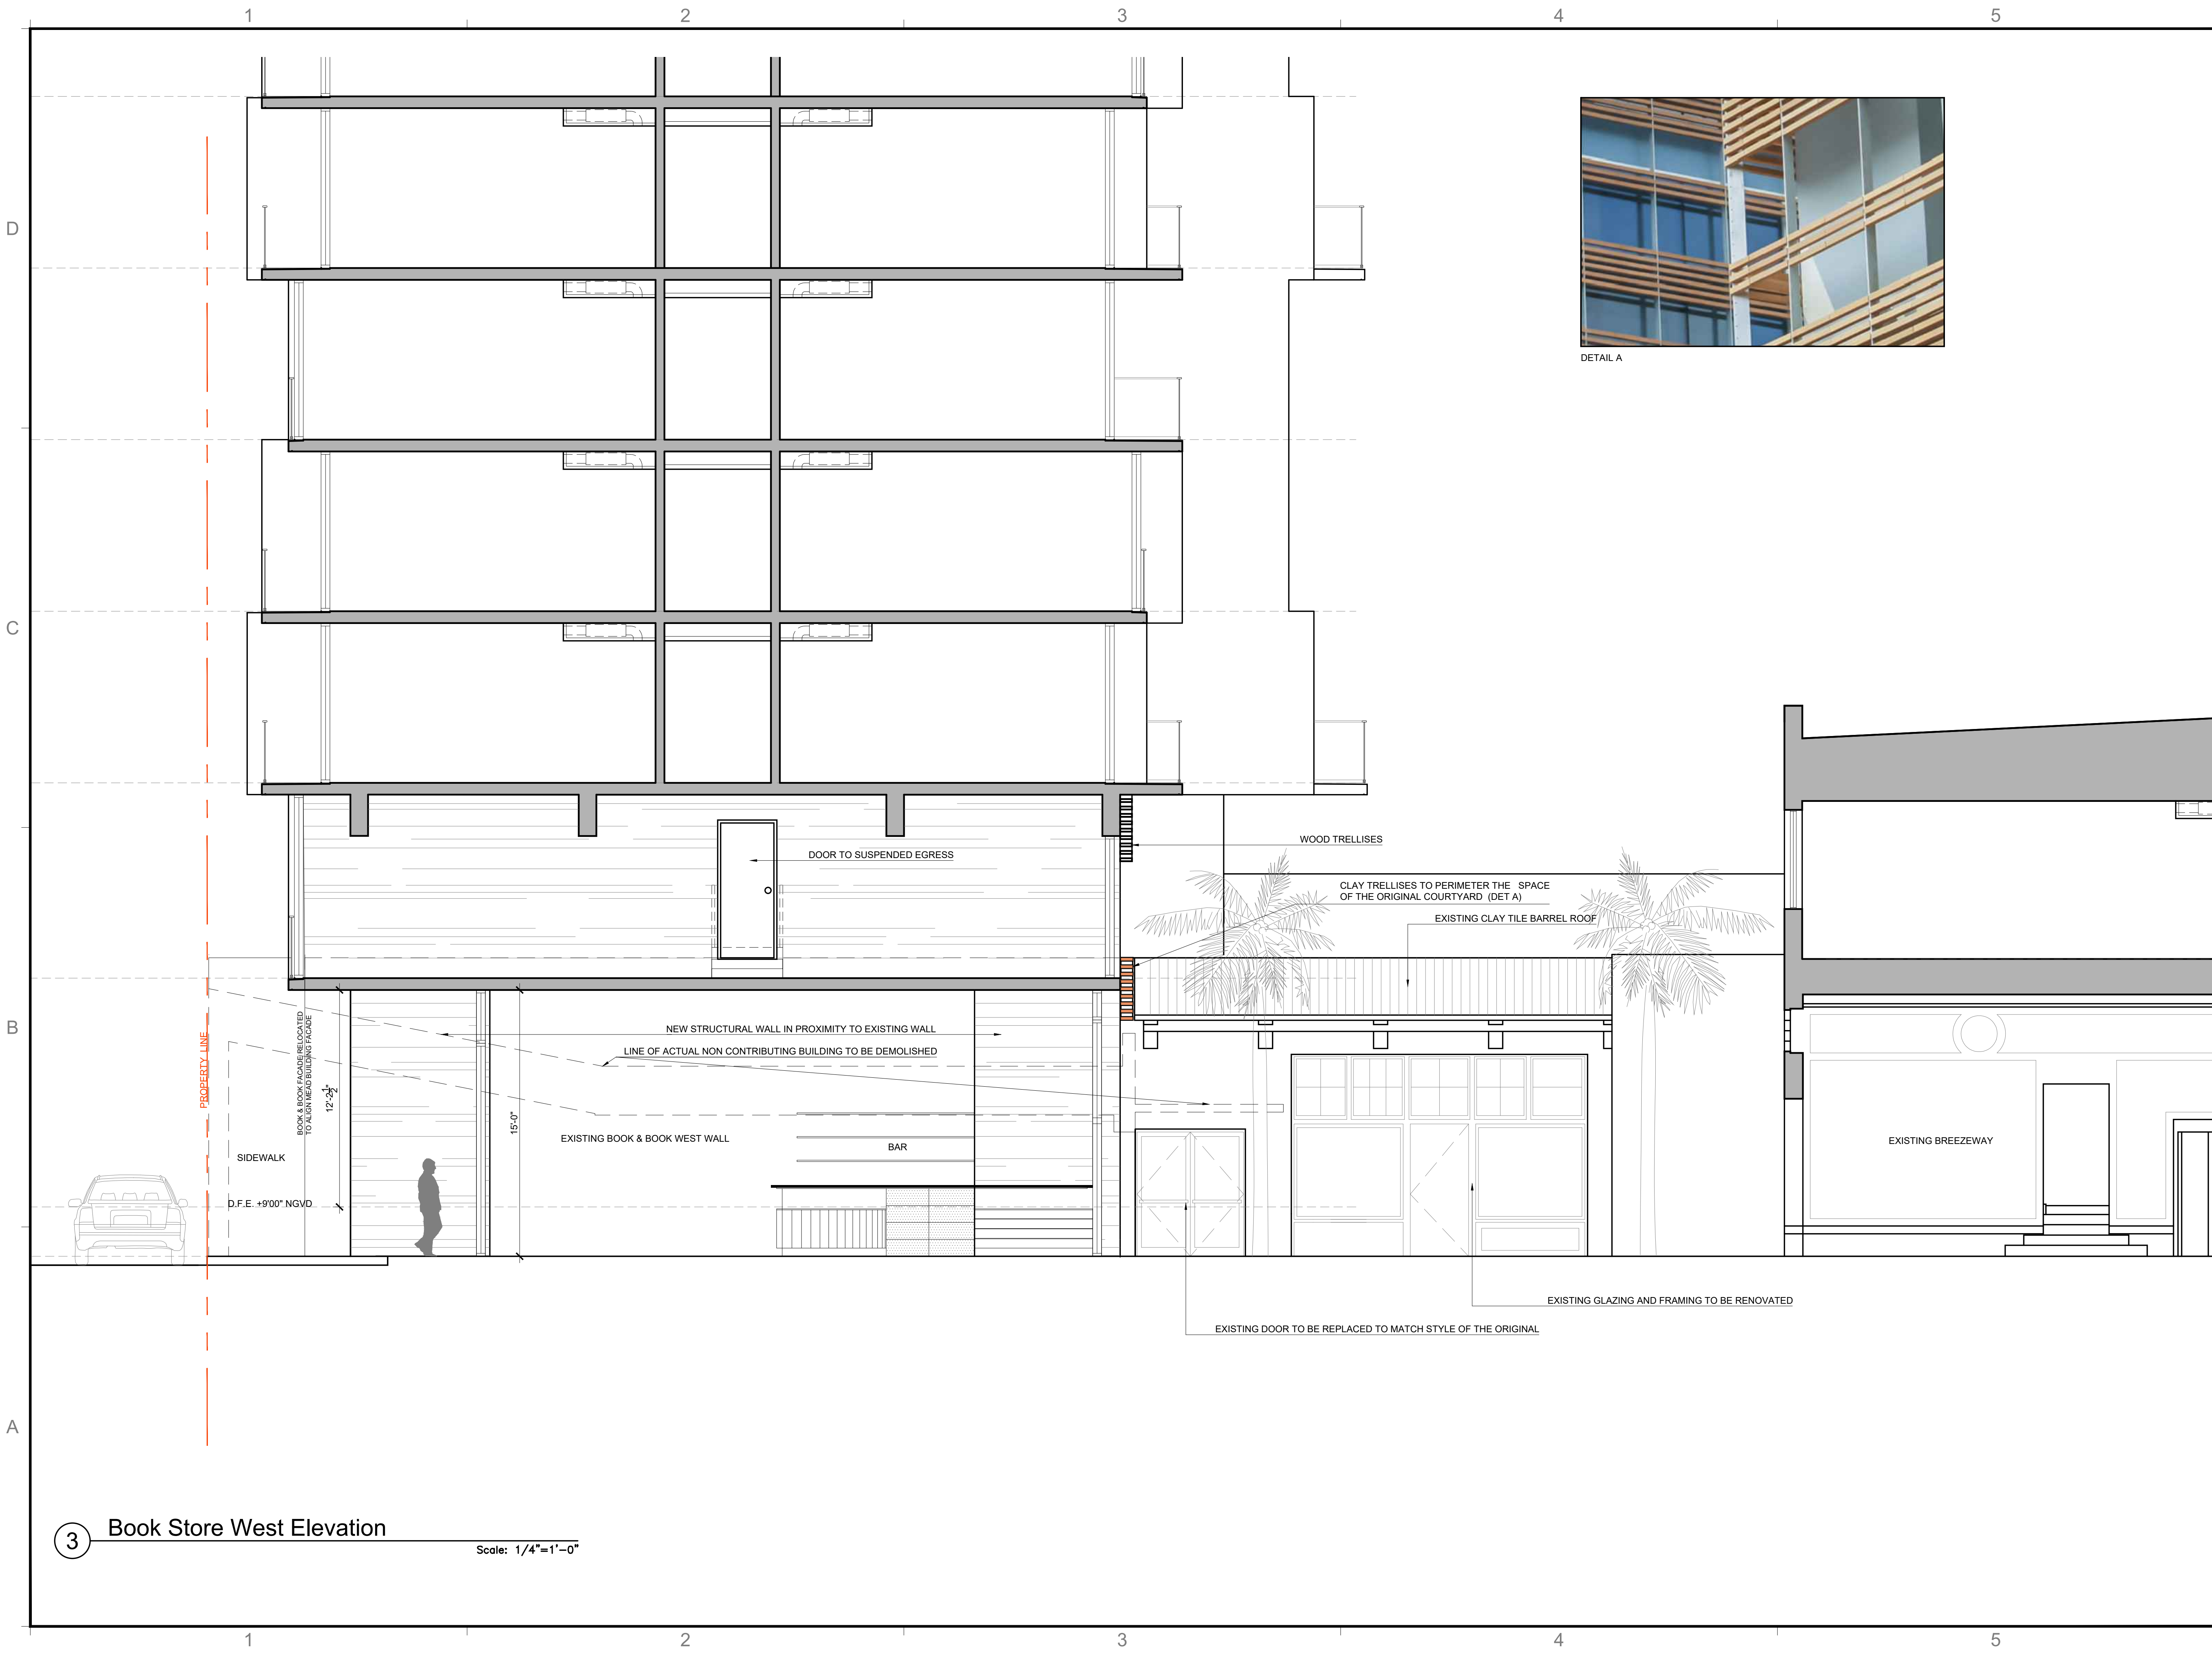 1 2 3 4 5
D
C
B
A
DETAIL A
WOOD TRELLISES
DOOR TO SUSPENDED EGRESS
CLAY TRELLISES TO PERIMETER THE SPACE
OF THE ORIGINAL COURTYARD (DET A)
EXISTING CLAY TILE BARREL ROOF
PROPERTY LINE
BOOK & BOOK FACADE RELOCATED
TO ALIGN MEAD BUILDING FACADE
12'-2½"
15'-0"
NEW STRUCTURAL WALL IN PROXIMITY TO EXISTING WALL
LINE OF ACTUAL NON CONTRIBUTING BUILDING TO BE DEMOLISHED
EXISTING BOOK & BOOK WEST WALL
BAR
EXISTING BREEZEWAY
SIDEWALK
D.F.E. +9'00" NGVD
EXISTING GLAZING AND FRAMING TO BE RENOVATED
EXISTING DOOR TO BE REPLACED TO MATCH STYLE OF THE ORIGINAL
3 Book Store West Elevation
Scale: 1/4"=1'-0"
1 2 3 4 5